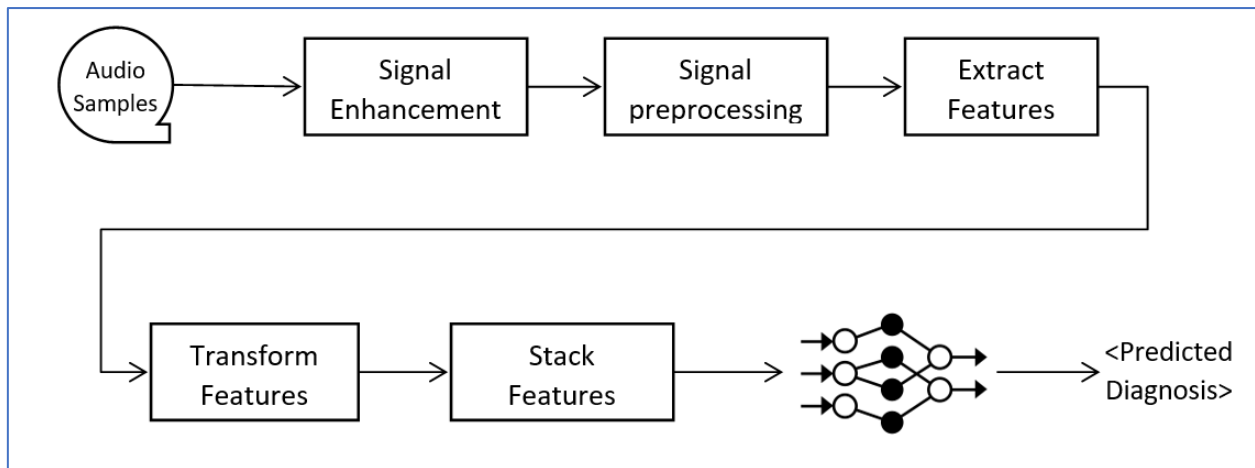 Audio
Samples
Signal
Enhancement
Signal
preprocessing
Extract
Features
Transform
Features
Stack
Features
<Predicted
Diagnosis>